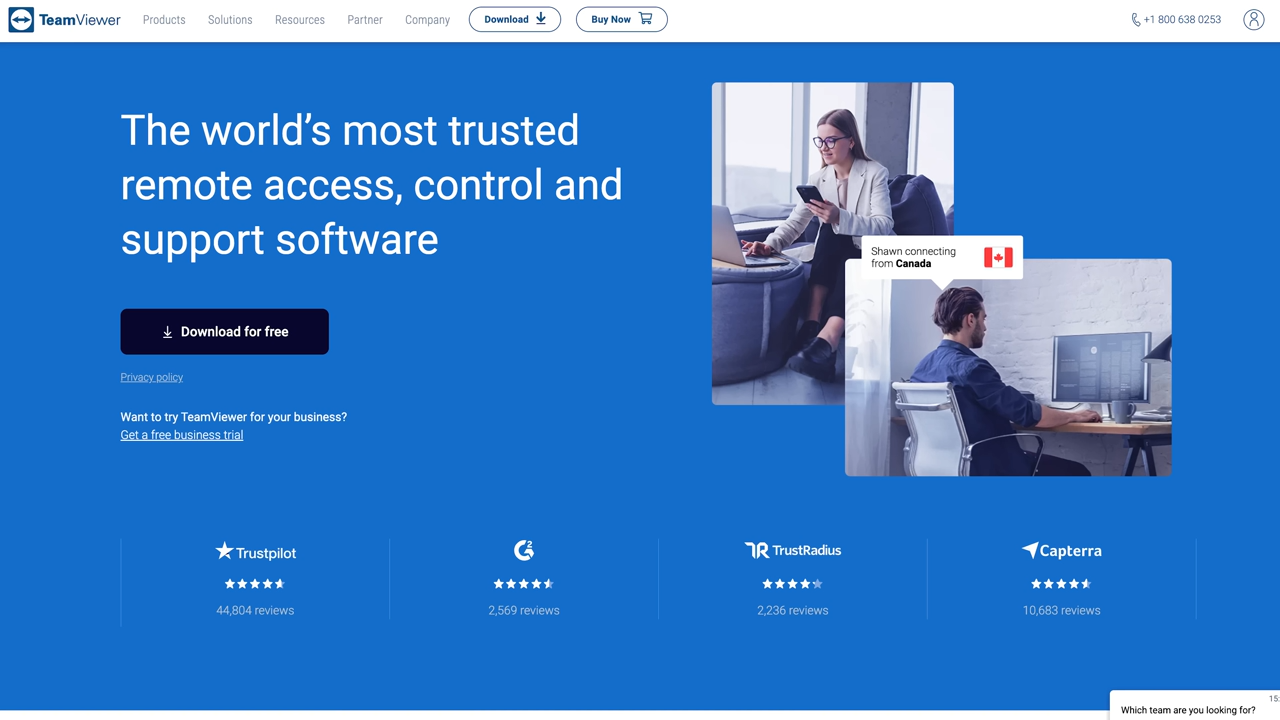 TeamViewer
Products
Solutions
Resources
Partner
Company
Download
Buy Now
+1 800 638 0253
The world’s most trusted
remote access, control and
support software
Download for free
Privacy policy
Want to try TeamViewer for your business?
Get a free business trial
Shawn connecting
from Canada
Trustpilot
44,804 reviews
G2
2,569 reviews
TR TrustRadius
2,236 reviews
Capterra
10,683 reviews
15:
Which team are you looking for?